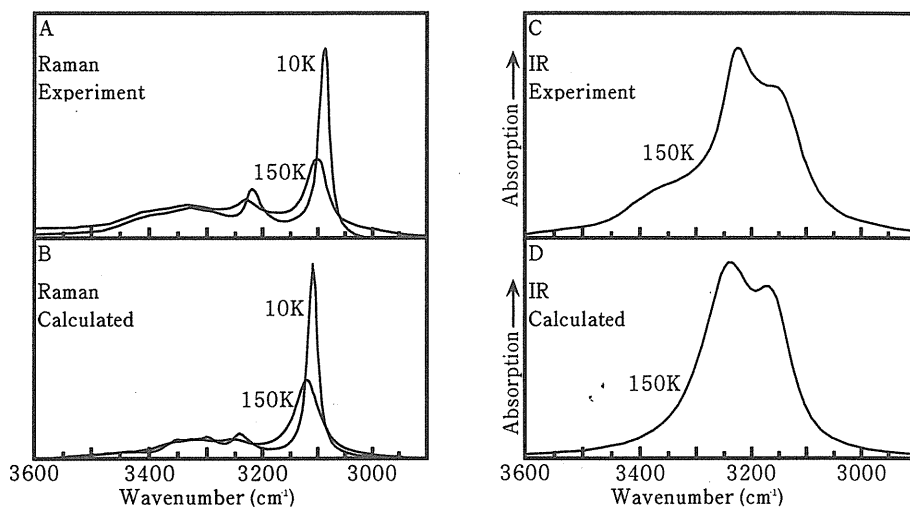 A
Raman
Experiment
10K
150K
B
Raman
Calculated
10K
150K
3600
3400
3200
3000
Wavenumber (cm⁻¹)
C
IR
Experiment
150K
Absorption
D
IR
Calculated
150K
Absorption
3600
3400
3200
3000
Wavenumber (cm⁻¹)